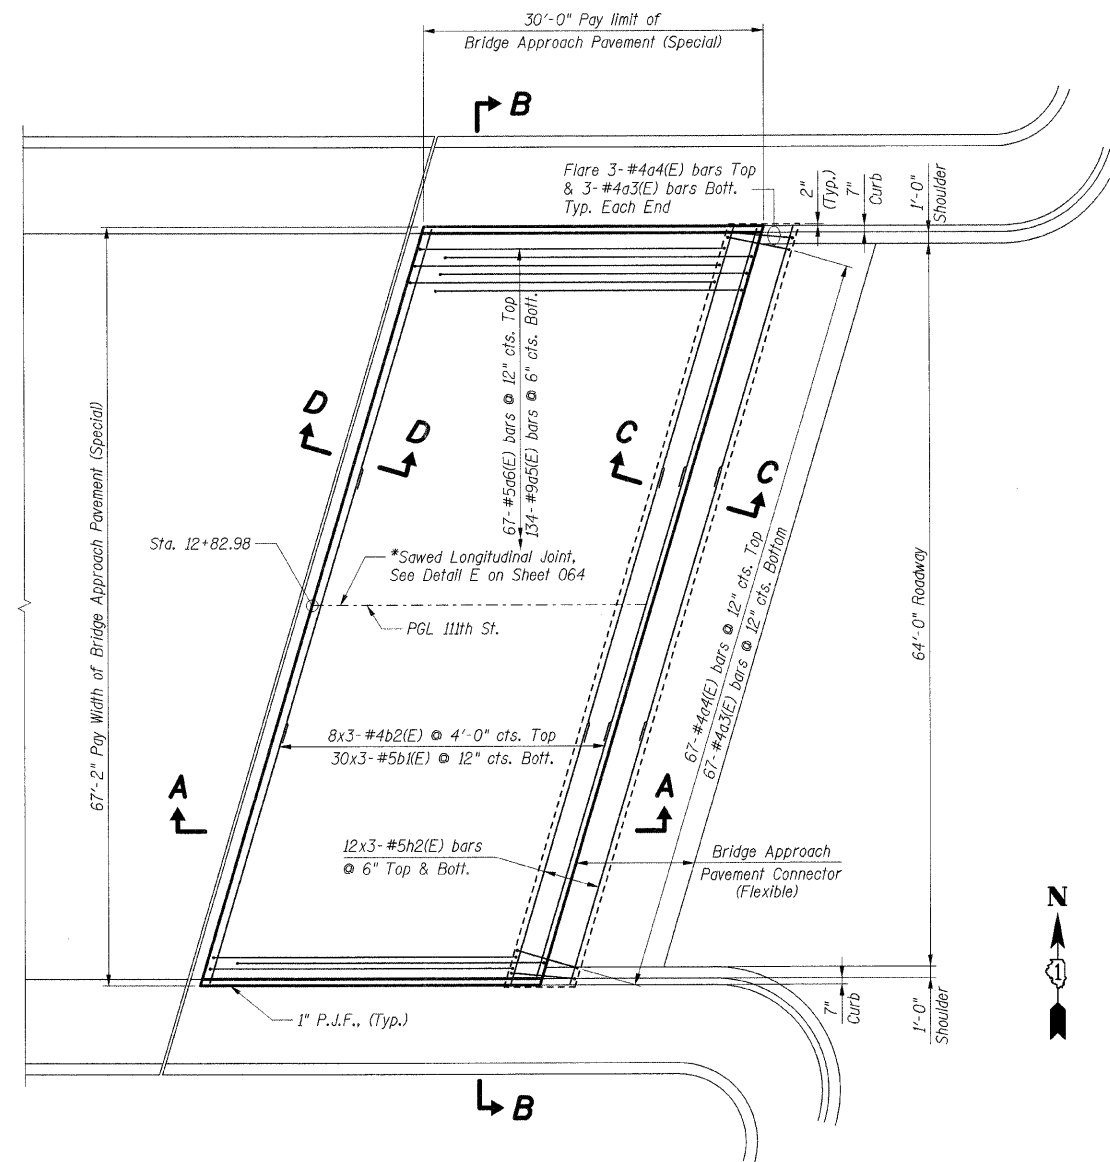 30'-0" Pay limit of
Bridge Approach Pavement (Special)
B
Flare 3-#4a4(E) bars Top
& 3-#4a3(E) bars Bott.
Typ. Each End
2"
(Typ.)
7"
Curb
1'-0"
Shoulder
67-#5a6(E) bars @ 12" cts. Top
134-#9a5(E) bars @ 6" cts. Bott.
D
D
C
C
67'-2" Pay Width of Bridge Approach Pavement (Special)
Sta. 12+82.98
*Sawed Longitudinal Joint,
See Detail E on Sheet 064
PGL 111th St.
67-#4a4(E) bars @ 12" cts. Top
67-#4a3(E) bars @ 12" cts. Bottom
64'-0" Roadway
8x3-#4b2(E) @ 4'-0" cts. Top
30x3-#5b1(E) @ 12" cts. Bott.
A
A
12x3-#5h2(E) bars
@ 6" Top & Bott.
Bridge Approach
Pavement Connector
(Flexible)
N
1
1" P.J.F., (Typ.)
7"
Curb
1'-0"
Shoulder
B